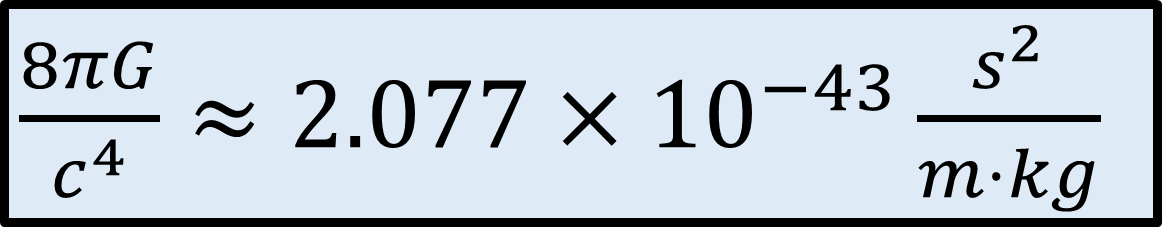 8πG/c⁴ ≈ 2.077 × 10⁻⁴³ s²/m·kg